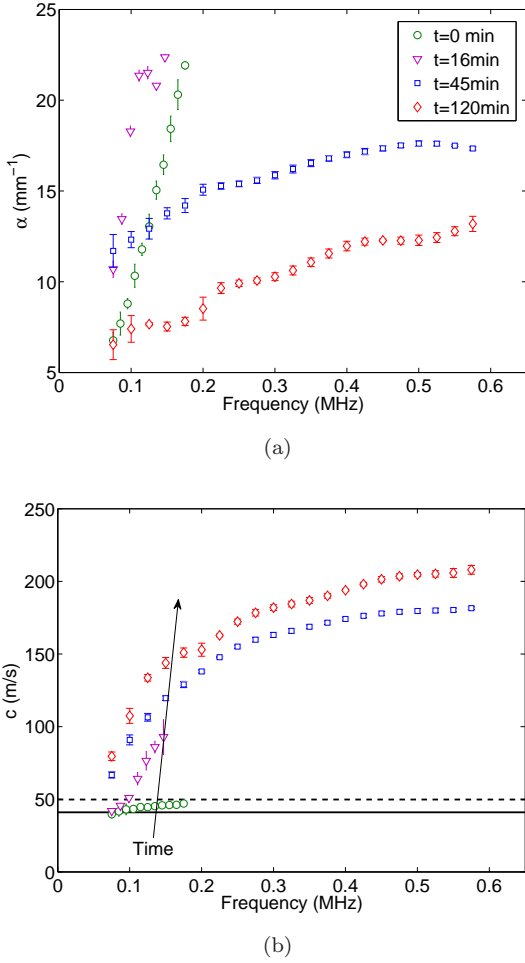 25
20
15
10
5
α (mm⁻¹)
t=0 min
t=16min
t=45min
t=120min
0 0.1 0.2 0.3 0.4 0.5 0.6
Frequency (MHz)
(a)
250
200
150
100
50
0
c (m/s)
Time
0 0.1 0.2 0.3 0.4 0.5 0.6
Frequency (MHz)
(b)